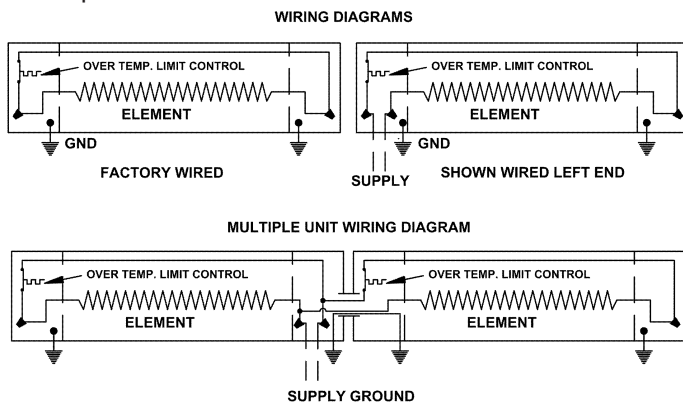 WIRING DIAGRAMS
OVER TEMP. LIMIT CONTROL
ELEMENT
GND
FACTORY WIRED
OVER TEMP. LIMIT CONTROL
ELEMENT
GND
SUPPLY
SHOWN WIRED LEFT END
MULTIPLE UNIT WIRING DIAGRAM
OVER TEMP. LIMIT CONTROL
ELEMENT
OVER TEMP. LIMIT CONTROL
ELEMENT
SUPPLY GROUND